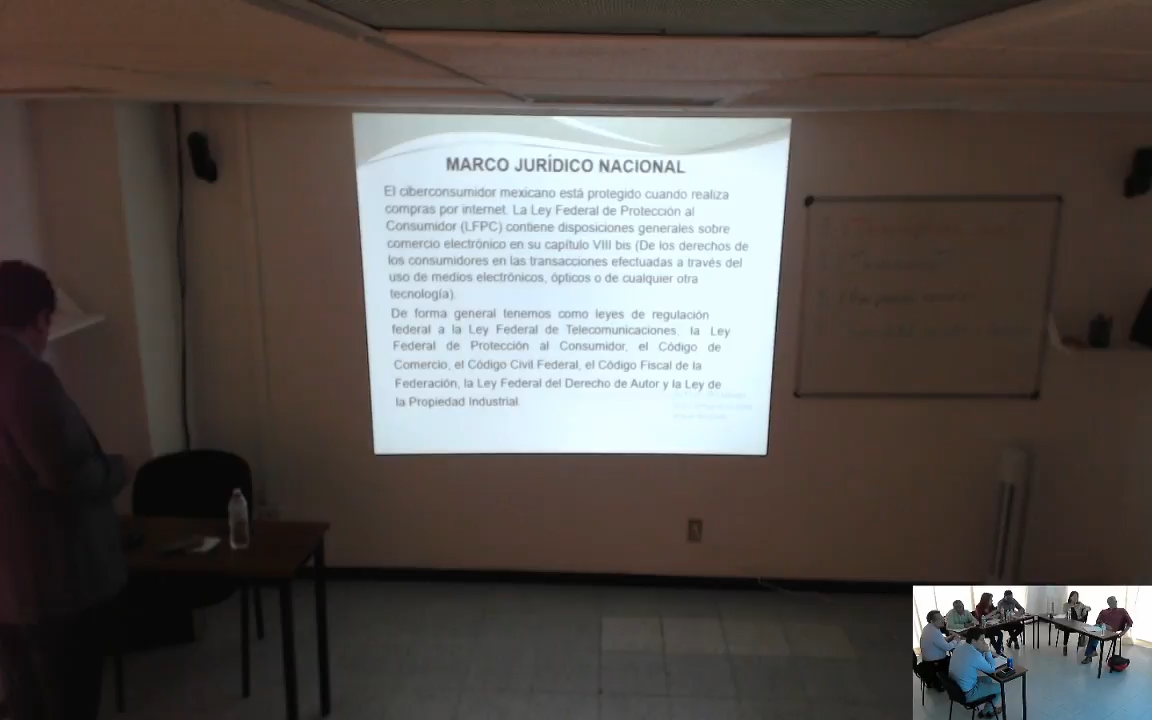 MARCO JURÍDICO NACIONAL
El ciberconsumidor mexicano está protegido cuando realiza
compras por internet. La Ley Federal de Protección al
Consumidor (LFPC) contiene disposiciones generales sobre
comercio electrónico en su capítulo VIII bis (De los derechos de
los consumidores en las transacciones efectuadas a través del
uso de medios electrónicos, ópticos o de cualquier otra
tecnología).
De forma general tenemos como leyes de regulación
federal a la Ley Federal de Telecomunicaciones, la Ley
Federal de Protección al Consumidor, el Código de
Comercio, el Código Civil Federal, el Código Fiscal de la
Federación, la Ley Federal del Derecho de Autor y la Ley de
la Propiedad Industrial.